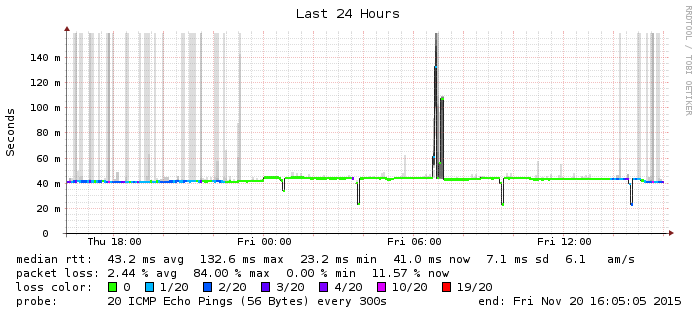 Last 24 Hours
RRDTOOL / TOBI OETIKER
Seconds
140 m
120 m
100 m
80 m
60 m
40 m
20 m
0
Thu 18:00 Fri 00:00 Fri 06:00 Fri 12:00
median rtt: 43.2 ms avg 132.6 ms max 23.2 ms min 41.0 ms now 7.1 ms sd 6.1 am/s
packet loss: 2.44 % avg 84.00 % max 0.00 % min 11.57 % now
loss color: 0 1/20 2/20 3/20 4/20 10/20 19/20
probe: 20 ICMP Echo Pings (56 Bytes) every 300s end: Fri Nov 20 16:05:05 2015